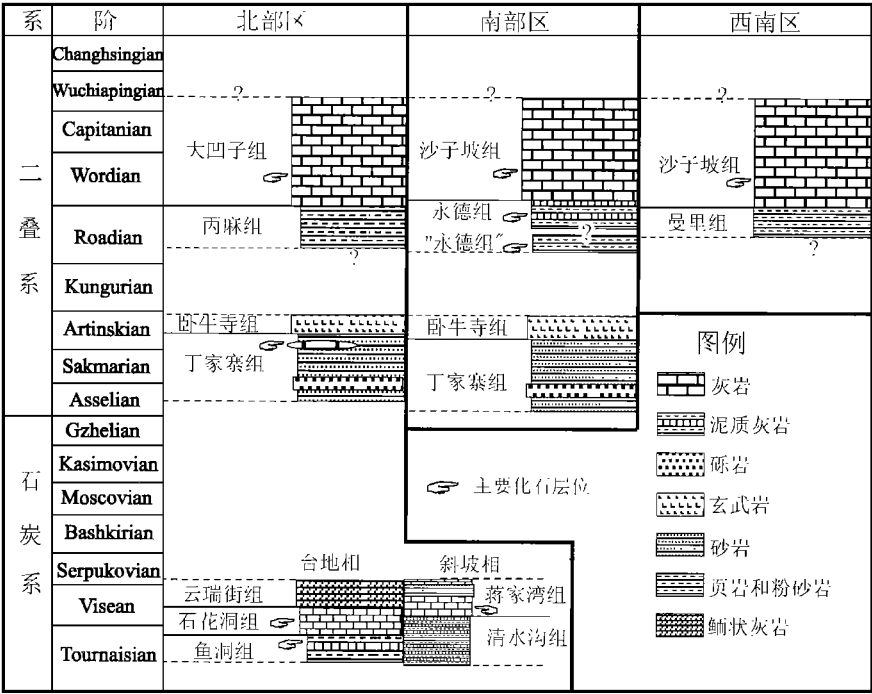 系 阶 北部区 南部区 西南区
二叠系
Changhsingian
Wuchiapingian ? ? ?
Capitanian
大凹子组 沙子坡组
Wordian 沙子坡组
永德组
丙麻组 曼里组
Roadian ?
"永德组"
? ?
Kungurian
Artinskian 卧牛寺组 卧牛寺组
Sakmarian 丁家寨组 丁家寨组
Asselian
石炭系
Gzhelian
Kasimovian
Moscovian
Bashkirian
Serpukovian 台地相 斜坡相
Visean 云瑞街组 蒋家湾组
石花洞组
Tournaisian 鱼洞组 清水沟组
主要化石层位
图例
灰岩
泥质灰岩
砾岩
玄武岩
砂岩
页岩和粉砂岩
鲕状灰岩